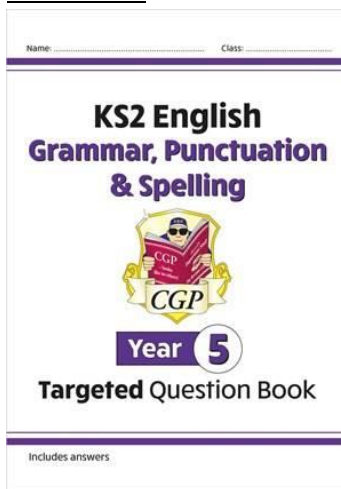 Name: ........................................ Class: ........................
KS2 English
Grammar, Punctuation
& Spelling
CGP
CGP
Year 5
Targeted Question Book
Includes answers